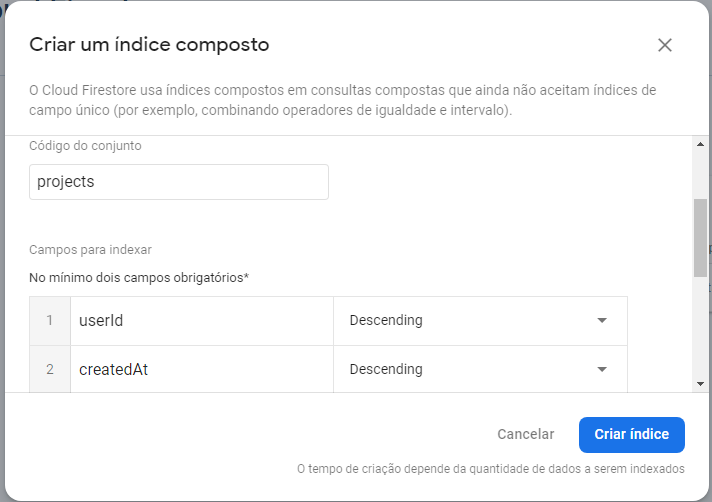 Criar um índice composto
O Cloud Firestore usa índices compostos em consultas compostas que ainda não aceitam índices de
campo único (por exemplo, combinando operadores de igualdade e intervalo).
Código do conjunto
projects
Campos para indexar
No mínimo dois campos obrigatórios*
1 userId Descending
2 createdAt Descending
Cancelar Criar índice
O tempo de criação depende da quantidade de dados a serem indexados